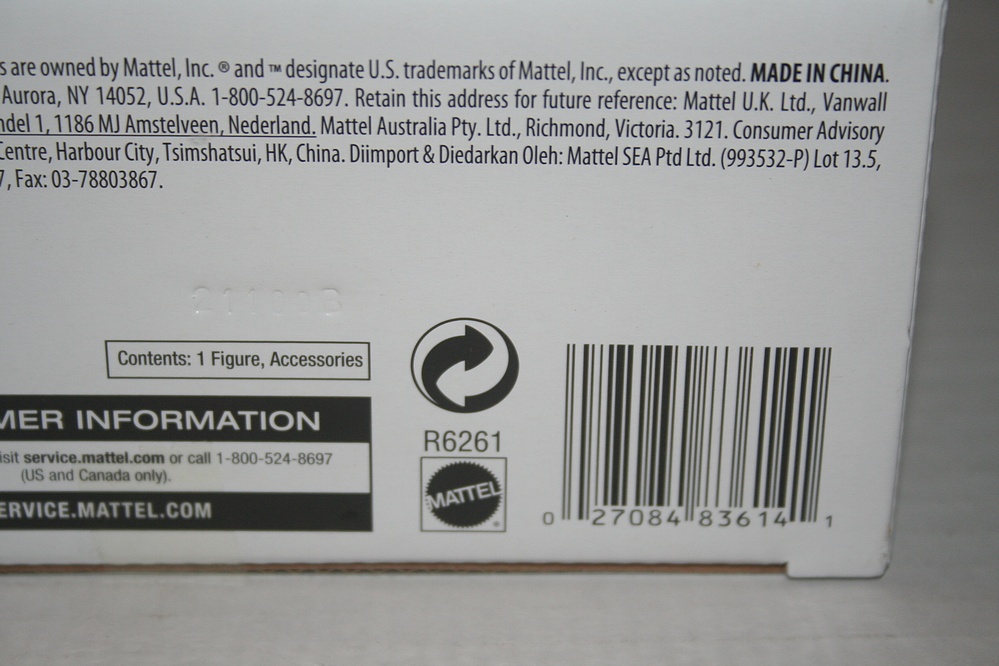 s are owned by Mattel, Inc. ® and ™ designate U.S. trademarks of Mattel, Inc., except as noted. MADE IN CHINA.
Aurora, NY 14052, U.S.A. 1-800-524-8697. Retain this address for future reference: Mattel U.K. Ltd., Vanwall
ndel 1, 1186 MJ Amstelveen, Nederland. Mattel Australia Pty. Ltd., Richmond, Victoria. 3121. Consumer Advisory
Centre, Harbour City, Tsimshatsui, HK, China. Diimport & Diedarkan Oleh: Mattel SEA Ptd Ltd. (993532-P) Lot 13.5,
7, Fax: 03-78803867.
Contents: 1 Figure, Accessories
MER INFORMATION
isit service.mattel.com or call 1-800-524-8697
(US and Canada only).
ERVICE.MATTEL.COM
R6261
MATTEL®
0 27084 83614 1